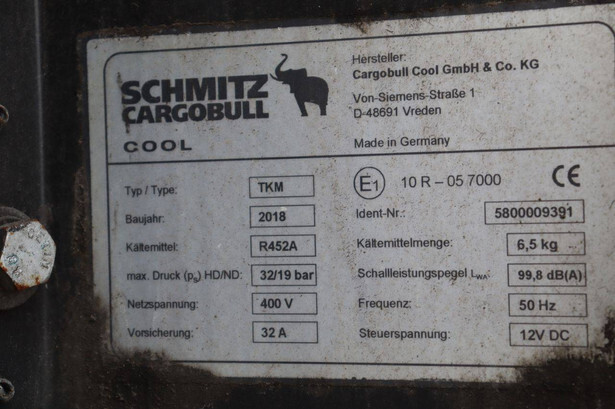 SCHMITZ
CARGOBULL
COOL
Hersteller:
Cargobull Cool GmbH & Co. KG
Von-Siemens-Straße 1
D-48691 Vreden
Made in Germany
Typ / Type: TKM
Baujahr: 2018
Kältemittel: R452A
max. Druck (ps) HD/ND: 32/19 bar
Netzspannung: 400 V
Vorsicherung: 32 A
E1 10 R – 05 7000 CE
Ident-Nr.: 5800009391
Kältemittelmenge: 6,5 kg
Schallleistungspegel LWA: 99,8 dB(A)
Frequenz: 50 Hz
Steuerspannung: 12V DC